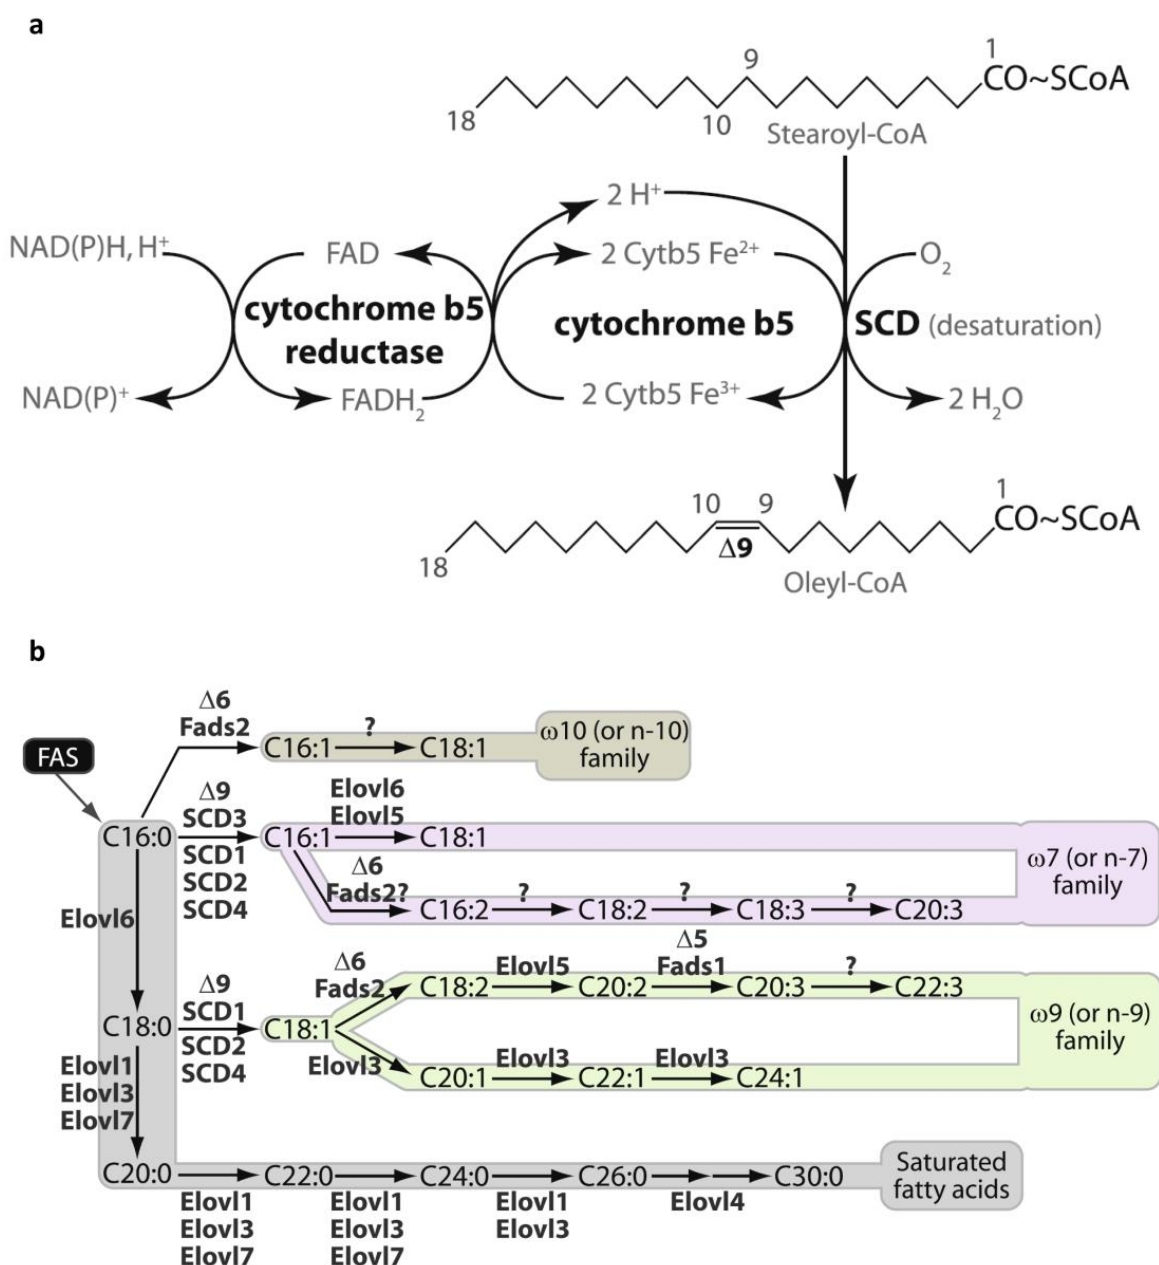 a
1
CO~SCoA
9
18
10
Stearoyl-CoA
2 H⁺
NAD(P)H, H⁺
FAD
2 Cytb5 Fe²⁺
O₂
cytochrome b5
reductase
cytochrome b5
SCD (desaturation)
NAD(P)⁺
FADH₂
2 Cytb5 Fe³⁺
2 H₂O
10
9
1
CO~SCoA
Δ9
18
Oleyl-CoA
b
Δ6
Fads2
?
FAS
C16:1
C18:1
ω10 (or n-10)
family
Δ9
SCD3
Elovl6
Elovl5
C16:0
C16:1
C18:1
SCD1
SCD2
SCD4
ω7 (or n-7)
family
Δ6
Fads2?
?
?
?
C16:2
C18:2
C18:3
C20:3
Elovl6
Δ6
Fads2
Elovl5
Δ5
Fads1
?
C18:2
C20:2
C20:3
C22:3
Δ9
SCD1
C18:0
C18:1
SCD2
SCD4
ω9 (or n-9)
family
Elovl1
Elovl3
Elovl7
Elovl3
Elovl3
Elovl3
C20:1
C22:1
C24:1
C20:0
C22:0
C24:0
C26:0
C30:0
Saturated
fatty acids
Elovl1
Elovl3
Elovl7
Elovl1
Elovl3
Elovl7
Elovl1
Elovl3
Elovl4